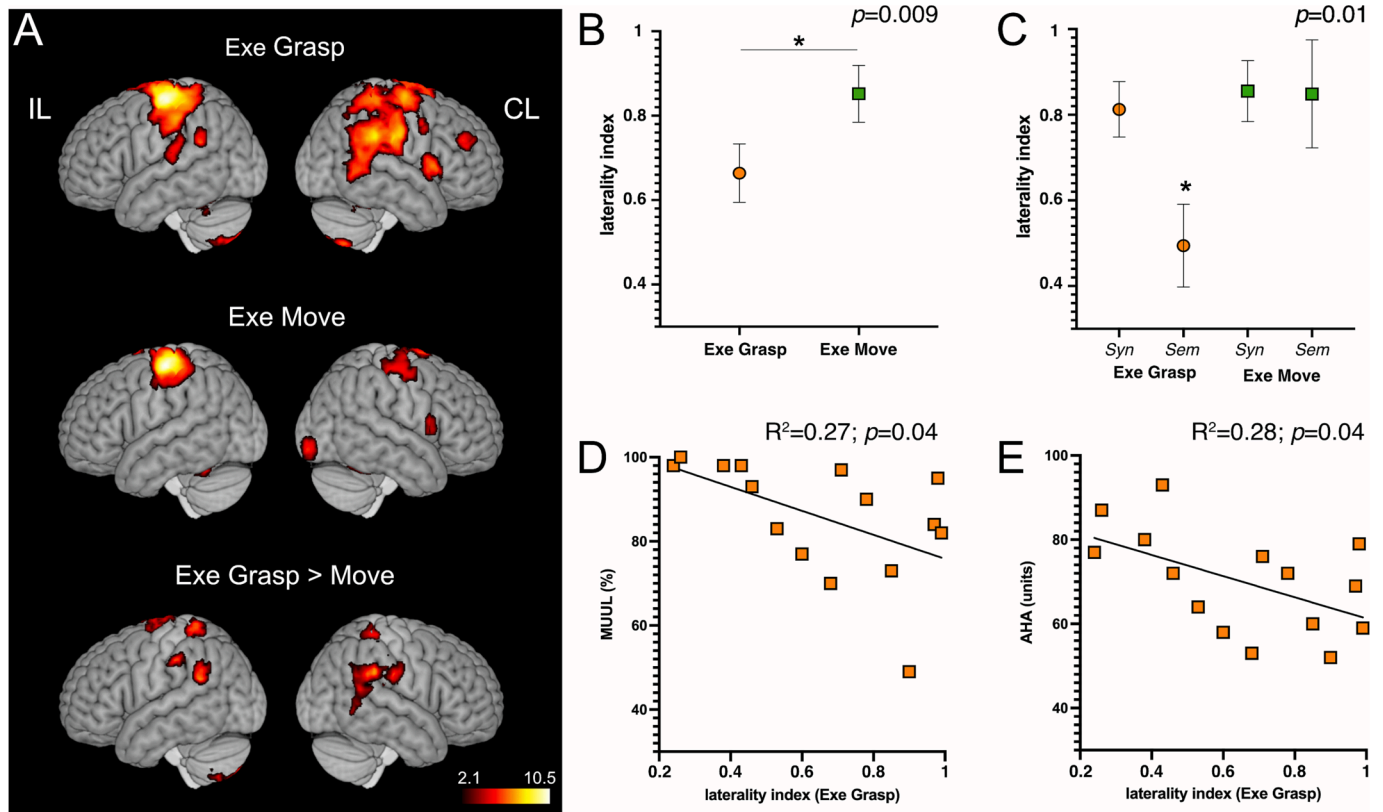 A
Exe Grasp
IL
CL
Exe Move
Exe Grasp > Move
2.1 10.5
B
p=0.009
*
laterality index
1
0.8
0.6
0.4
Exe Grasp Exe Move
C
p=0.01
*
laterality index
1
0.8
0.6
0.4
Syn Sem Syn Sem
Exe Grasp Exe Move
D
R²=0.27; p=0.04
MUUL (%)
100
80
60
40
0.2 0.4 0.6 0.8 1
laterality index (Exe Grasp)
E
R²=0.28; p=0.04
AHA (units)
100
80
60
40
0.2 0.4 0.6 0.8 1
laterality index (Exe Grasp)